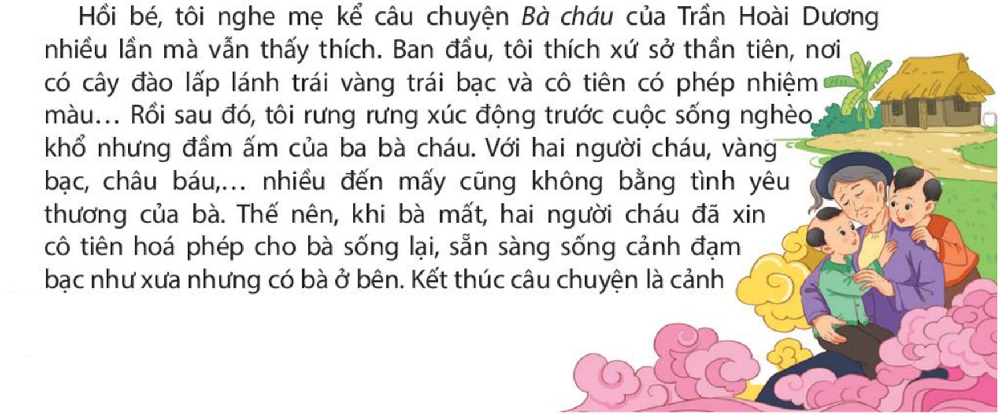 Hồi bé, tôi nghe mẹ kể câu chuyện Bà cháu của Trần Hoài Dương
nhiều lần mà vẫn thấy thích. Ban đầu, tôi thích xứ sở thần tiên, nơi
có cây đào lấp lánh trái vàng trái bạc và cô tiên có phép nhiệm
màu... Rồi sau đó, tôi rưng rưng xúc động trước cuộc sống nghèo
khổ nhưng đầm ấm của ba bà cháu. Với hai người cháu, vàng
bạc, châu báu,... nhiều đến mấy cũng không bằng tình yêu
thương của bà. Thế nên, khi bà mất, hai người cháu đã xin
cô tiên hoá phép cho bà sống lại, sẵn sàng sống cảnh đạm
bạc như xưa nhưng có bà ở bên. Kết thúc câu chuyện là cảnh